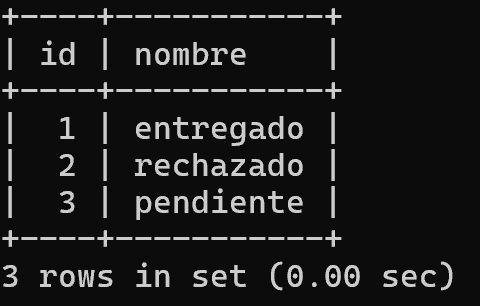 +----+-----------+
| id | nombre    |
+----+-----------+
|  1 | entregado |
|  2 | rechazado |
|  3 | pendiente |
+----+-----------+
3 rows in set (0.00 sec)